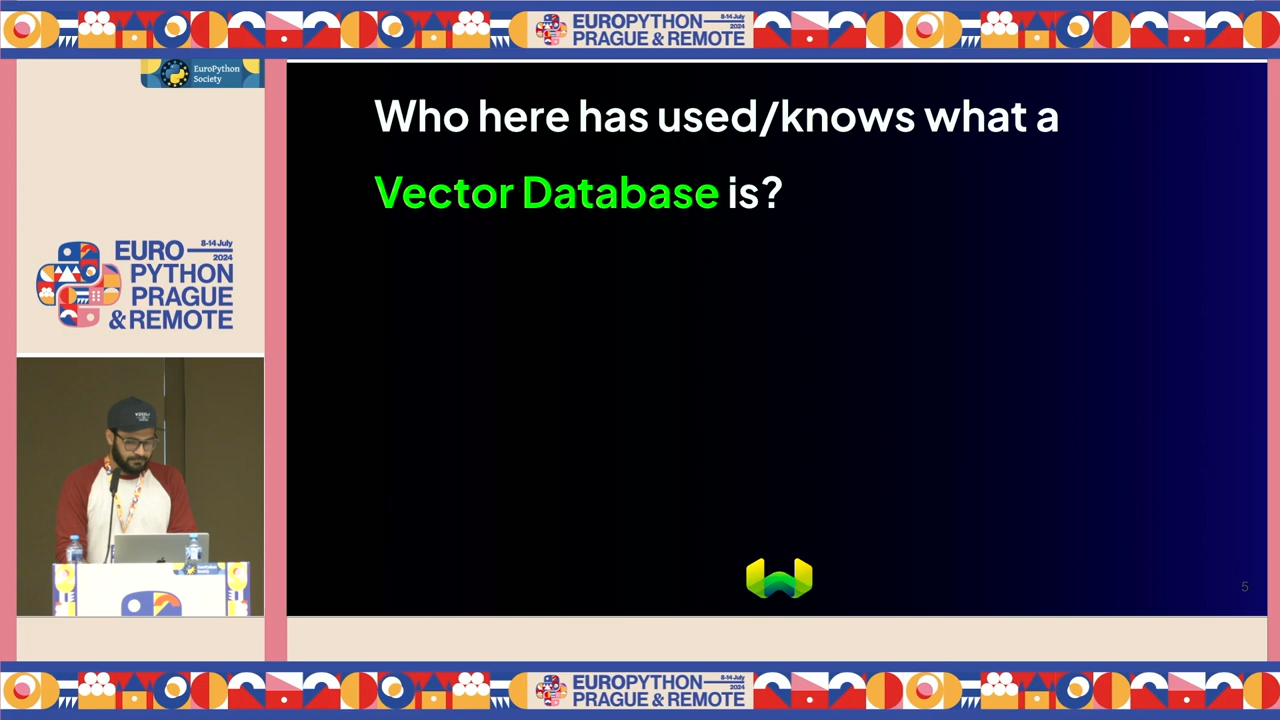 EUROPYTHON
8-14 July
2024
PRAGUE & REMOTE
EuroPython
Society
Who here has used/knows what a
Vector Database is?
EURO
8-14 July
2024
PYTHON
PRAGUE
& REMOTE
5
EUROPYTHON
8-14 July
2024
PRAGUE & REMOTE